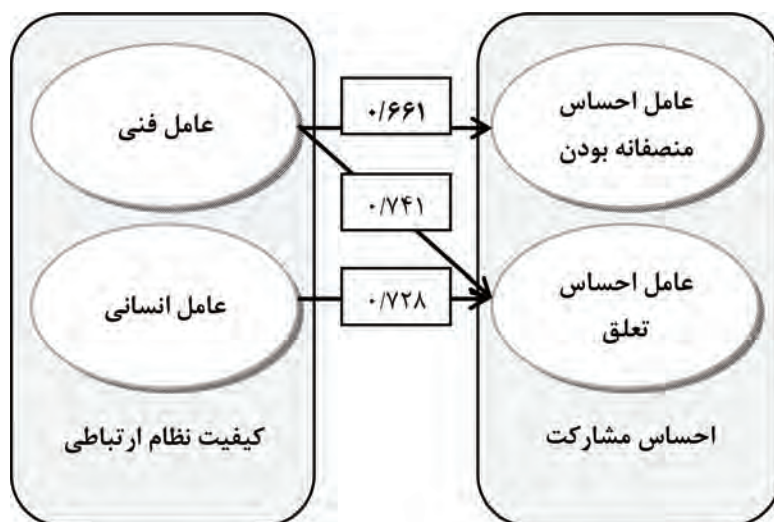 عامل احساس
منصفانه بودن
۰/۶۶۱
عامل فنی
۰/۷۴۱
عامل احساس
تعلق
۰/۷۲۸
عامل انسانی
احساس مشارکت
کیفیت نظام ارتباطی